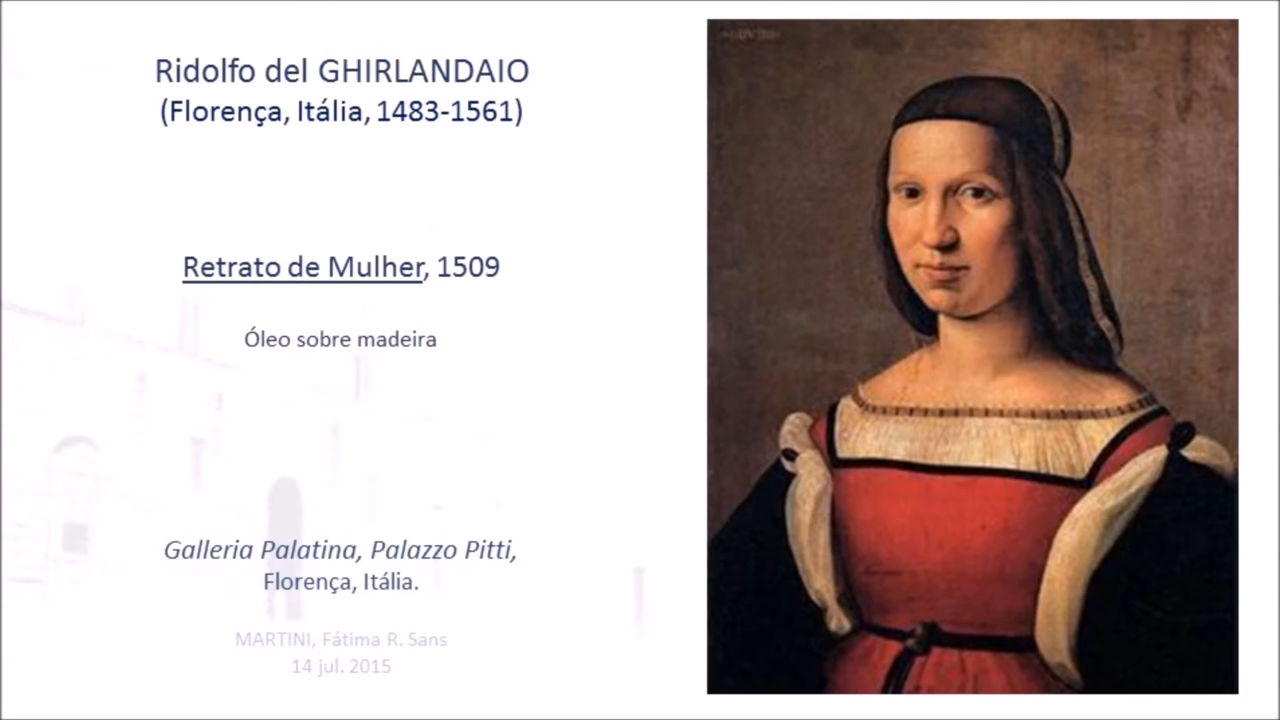 Ridolfo del GHIRLANDAIO
(Florença, Itália, 1483-1561)
Retrato de Mulher, 1509
Óleo sobre madeira
Galleria Palatina, Palazzo Pitti,
Florença, Itália.
MARTINI, Fátima R. Sans
14 jul. 2015